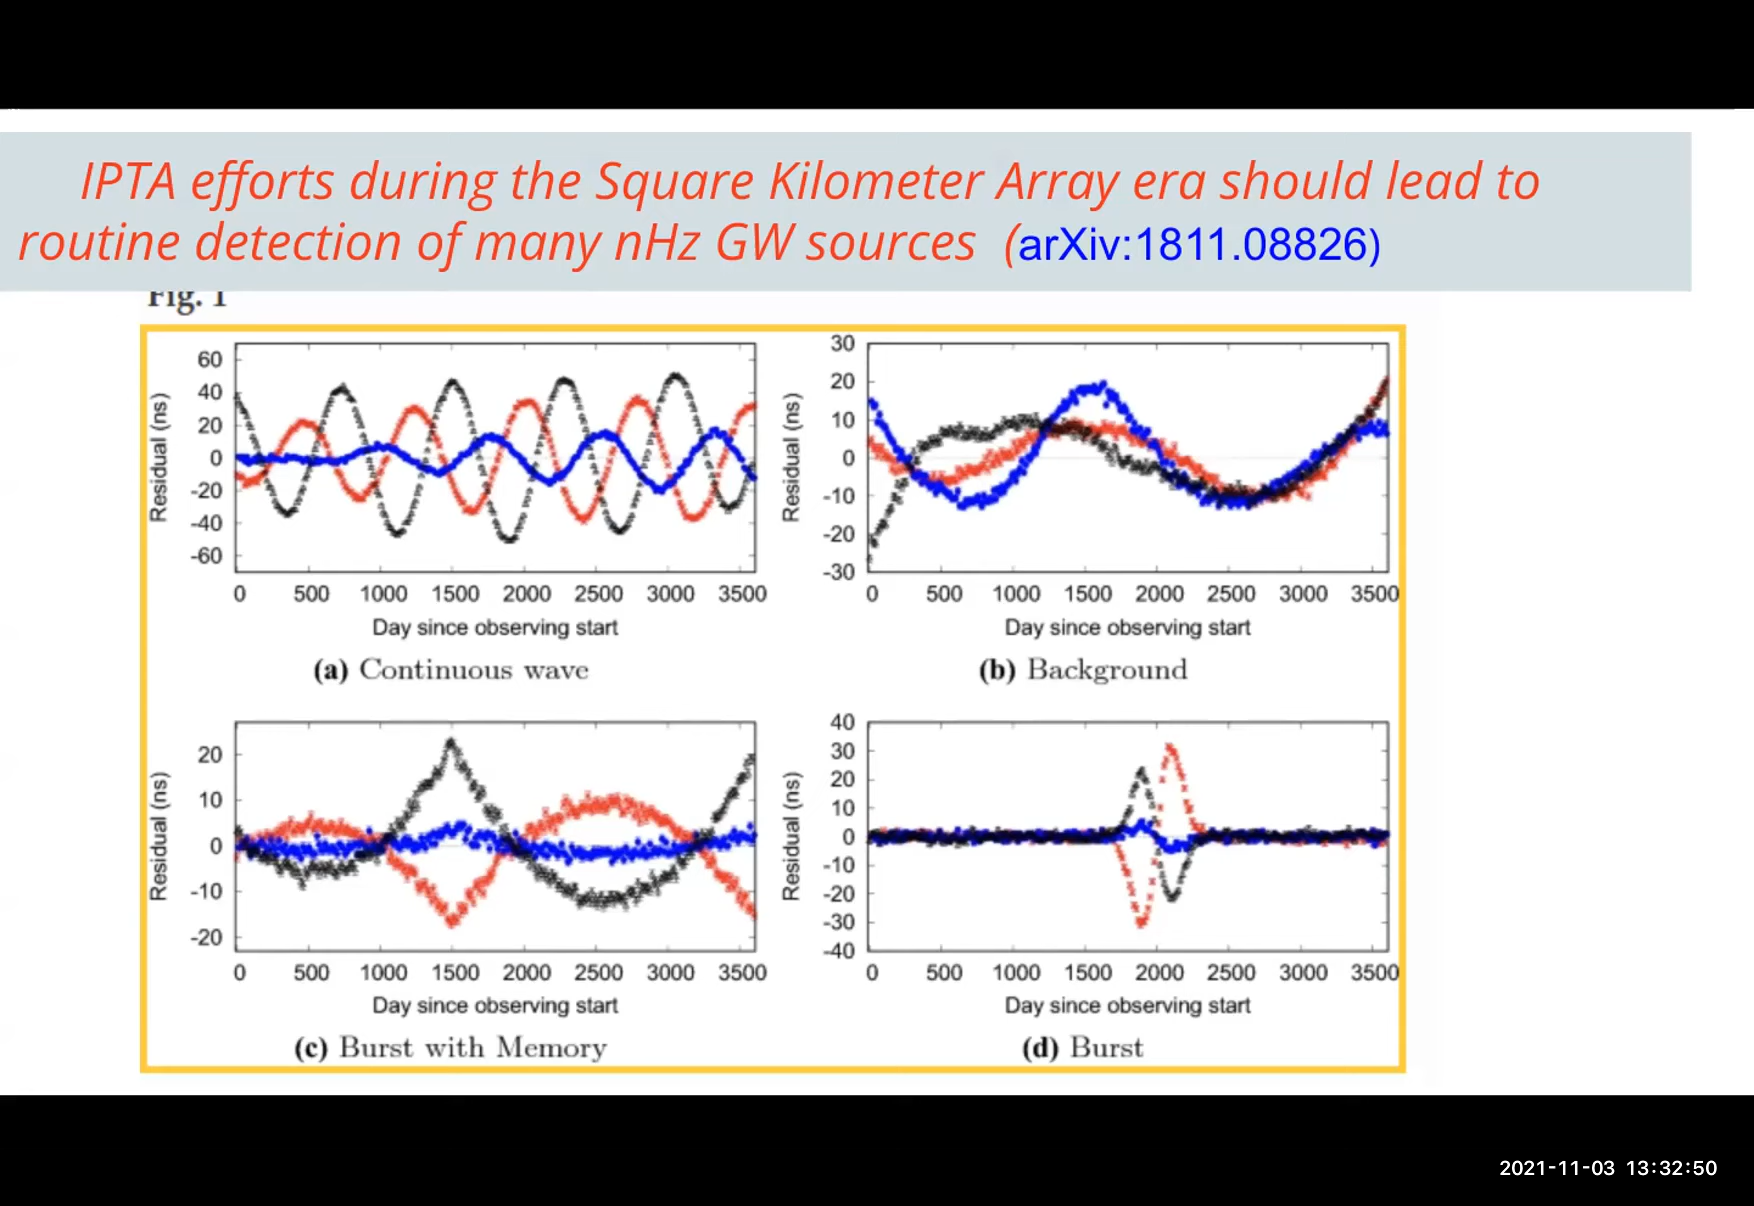 IPTA efforts during the Square Kilometer Array era should lead to
routine detection of many nHz GW sources (arXiv:1811.08826)
Fig. 1
60
40
20
0
-20
-40
-60
Residual (ns)
0 500 1000 1500 2000 2500 3000 3500
Day since observing start
(a) Continuous wave
30
20
10
0
-10
-20
-30
Residual (ns)
0 500 1000 1500 2000 2500 3000 3500
Day since observing start
(b) Background
20
10
0
-10
-20
Residual (ns)
0 500 1000 1500 2000 2500 3000 3500
Day since observing start
(c) Burst with Memory
40
30
20
10
0
-10
-20
-30
-40
Residual (ns)
0 500 1000 1500 2000 2500 3000 3500
Day since observing start
(d) Burst
2021-11-03 13:32:50